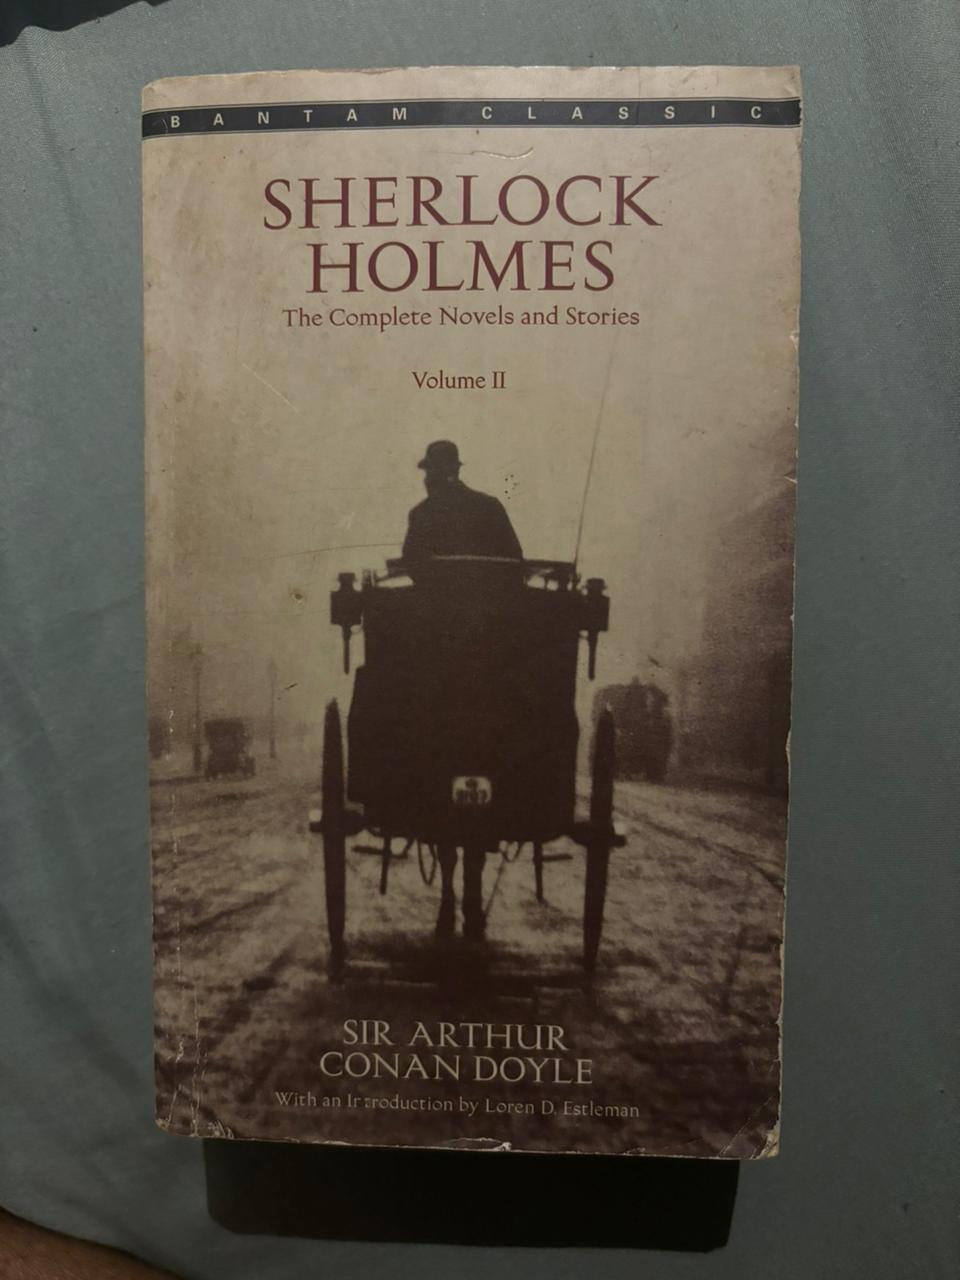 BANTAM CLASSIC
SHERLOCK
HOLMES
The Complete Novels and Stories
Volume II
SIR ARTHUR
CONAN DOYLE
With an Introduction by Loren D. Estleman